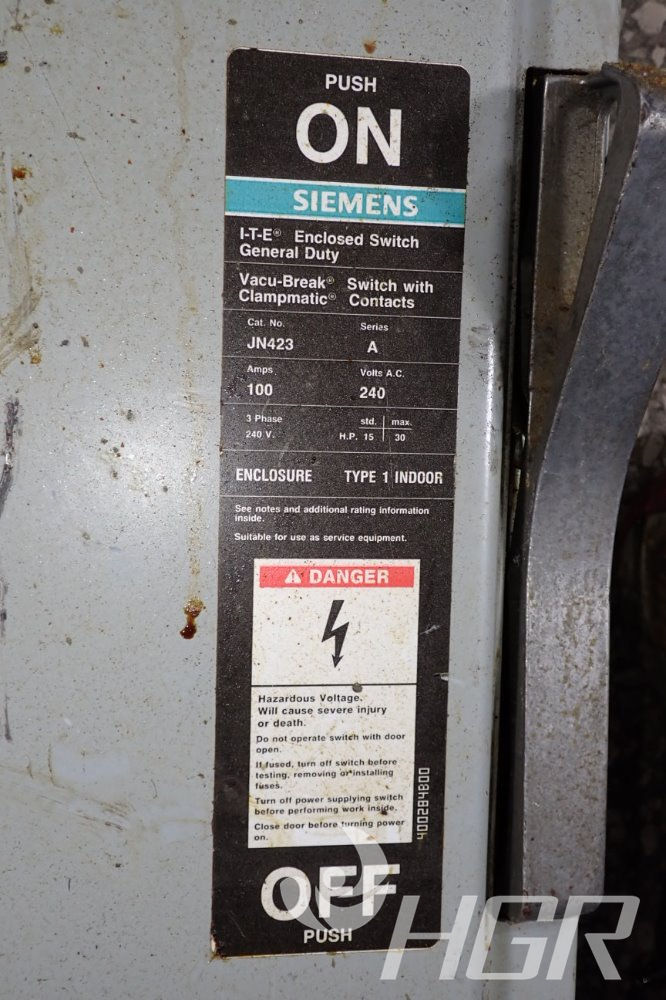 PUSH
ON
SIEMENS
I-T-E® Enclosed Switch
General Duty
Vacu-Break® Switch with
Clampmatic® Contacts
Cat. No. Series
JN423 A
Amps Volts A.C.
100 240
3 Phase std. max.
240 V. H.P. 15 30
ENCLOSURE TYPE 1 INDOOR
See notes and additional rating information
inside.
Suitable for use as service equipment.
DANGER
Hazardous Voltage.
Will cause severe injury
or death.
Do not operate switch with door
open.
If fused, turn off switch before
testing, removing or installing
fuses.
Turn off power supplying switch
before performing work inside.
Close door before turning power
on.
400284B00
OFF
PUSH
HGR